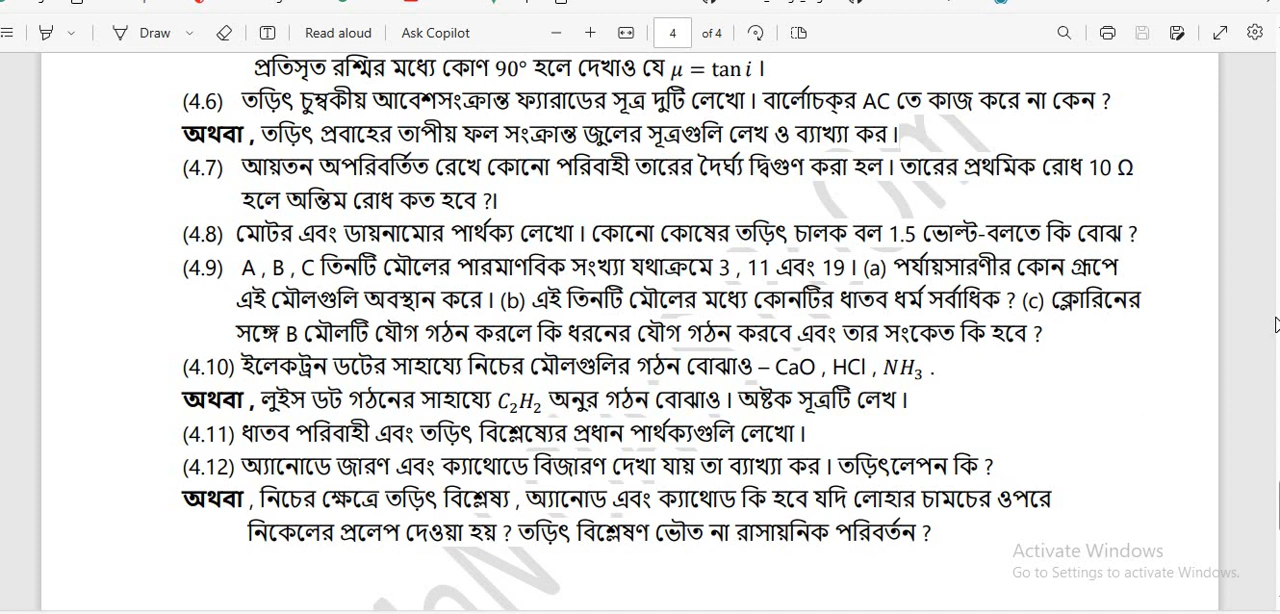 Draw Read aloud Ask Copilot 4 of 4
প্রতিসৃত রশ্মির মধ্যে কোণ 90° হলে দেখাও যে μ = tan i ।
(4.6) তড়িৎ চুম্বকীয় আবেশসংক্রান্ত ফ্যারাডের সূত্র দুটি লেখো। বার্লোচক্র AC তে কাজ করে না কেন ?
অথবা , তড়িৎ প্রবাহের তাপীয় ফল সংক্রান্ত জুলের সূত্রগুলি লেখ ও ব্যাখ্যা কর।
(4.7) আয়তন অপরিবর্তিত রেখে কোনো পরিবাহী তারের দৈর্ঘ্য দ্বিগুণ করা হল। তারের প্রথমিক রোধ 10 Ω
হলে অন্তিম রোধ কত হবে ?।
(4.8) মোটর এবং ডায়নামোর পার্থক্য লেখো। কোনো কোষের তড়িৎ চালক বল 1.5 ভোল্ট-বলতে কি বোঝ ?
(4.9) A , B , C তিনটি মৌলের পারমাণবিক সংখ্যা যথাক্রমে 3 , 11 এবং 19। (a) পর্যায়সারণীর কোন গ্রূপে
এই মৌলগুলি অবস্থান করে। (b) এই তিনটি মৌলের মধ্যে কোনটির ধাতব ধর্ম সর্বাধিক ? (c) ক্লোরিনের
সঙ্গে B মৌলটি যৌগ গঠন করলে কি ধরনের যৌগ গঠন করবে এবং তার সংকেত কি হবে ?
(4.10) ইলেকট্রন ডটের সাহায্যে নিচের মৌলগুলির গঠন বোঝাও – CaO , HCl , NH₃ .
অথবা , লুইস ডট গঠনের সাহায্যে C₂H₂ অনুর গঠন বোঝাও। অষ্টক সূত্রটি লেখ।
(4.11) ধাতব পরিবাহী এবং তড়িৎ বিশ্লেষ্যের প্রধান পার্থক্যগুলি লেখো।
(4.12) অ্যানোডে জারণ এবং ক্যাথোডে বিজারণ দেখা যায় তা ব্যাখ্যা কর। তড়িৎলেপন কি ?
অথবা , নিচের ক্ষেত্রে তড়িৎ বিশ্লেষ্য , অ্যানোড এবং ক্যাথোড কি হবে যদি লোহার চামচের ওপরে
নিকেলের প্রলেপ দেওয়া হয় ? তড়িৎ বিশ্লেষণ ভৌত না রাসায়নিক পরিবর্তন ?
Activate Windows
Go to Settings to activate Windows.